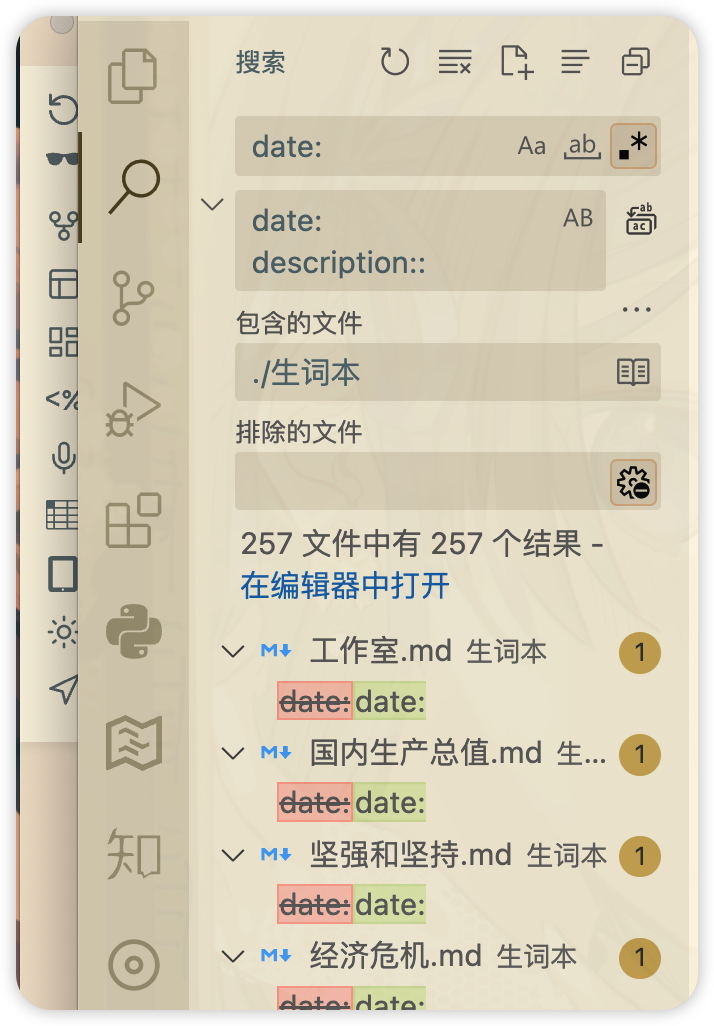 搜索
date:
Aa
ab
date:
description::
AB
ab
ac
包含的文件
./生词本
排除的文件
257 文件中有 257 个结果 -
在编辑器中打开
工作室.md 生词本 1
date:date:
国内生产总值.md 生... 1
date:date:
坚强和坚持.md 生词本 1
date:date:
经济危机.md 生词本 1
date:date:
<%
知